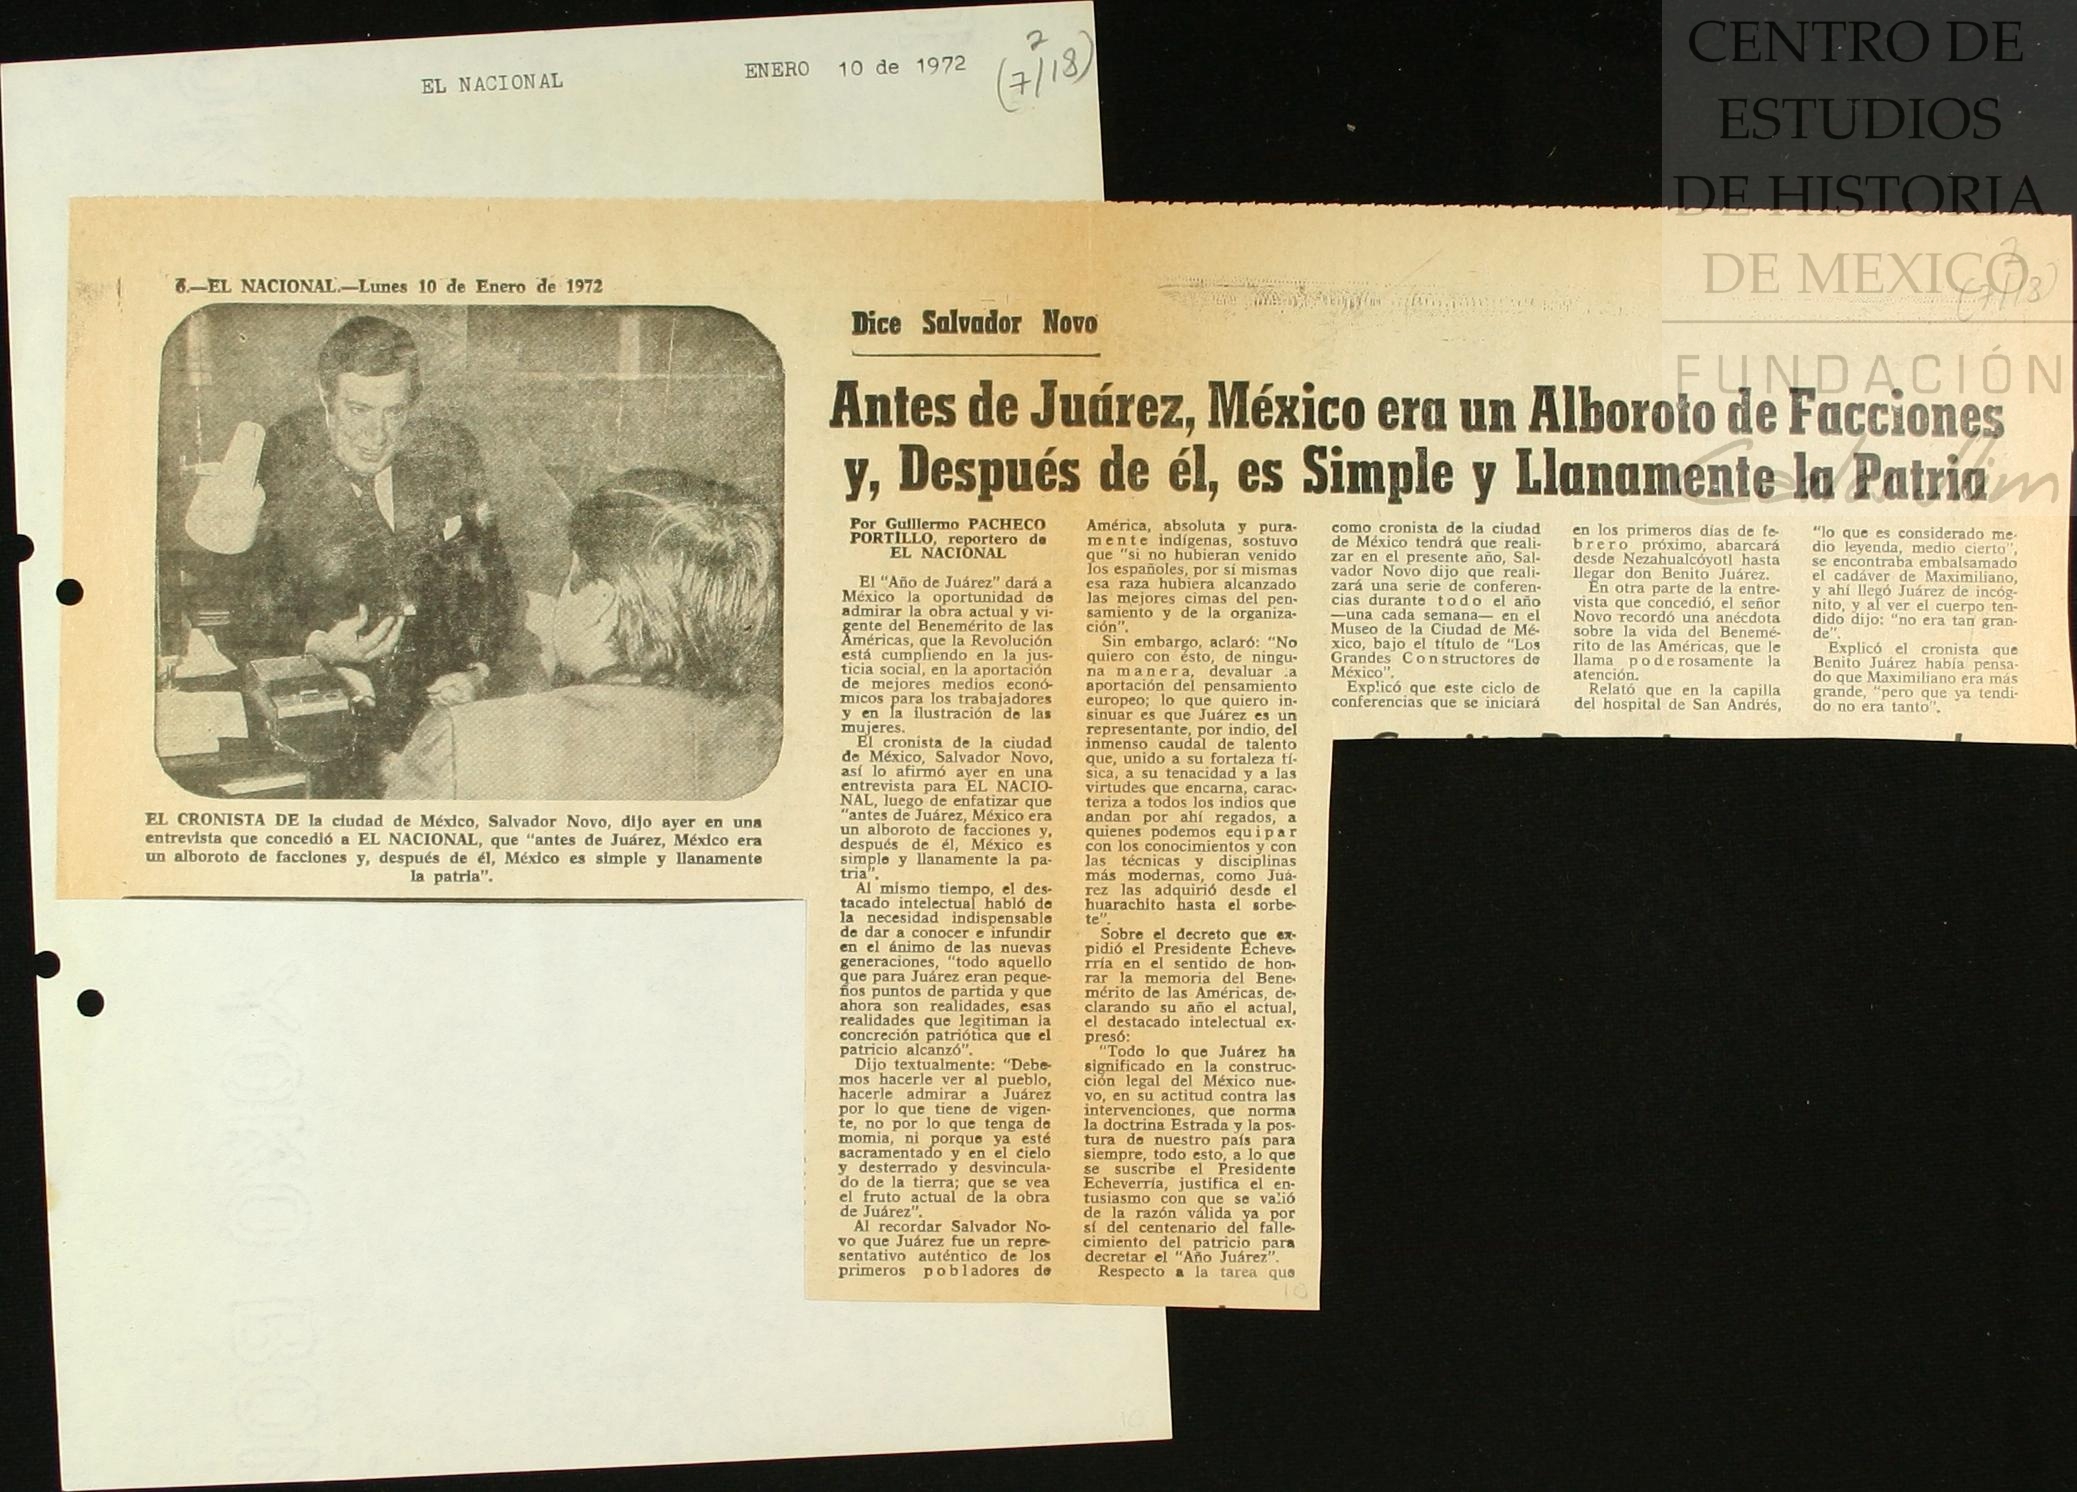 EL NACIONAL
ENERO 10 de 1972
7
(7/18)
CENTRO DE
ESTUDIOS
DE HISTORIA
DE MEXICO
FUNDACIÓN
6.—EL NACIONAL.—Lunes 10 de Enero de 1972
EL CRONISTA DE la ciudad de México, Salvador Novo, dijo ayer en una
entrevista que concedió a EL NACIONAL, que "antes de Juárez, México era
un alboroto de facciones y, después de él, México es simple y llanamente
la patria".
Dice Salvador Novo
Antes de Juárez, México era un Alboroto de Facciones
y, Después de él, es Simple y Llanamente la Patria
Por Guillermo PACHECO
PORTILLO, reportero de
EL NACIONAL
El "Año de Juárez" dará a
México la oportunidad de
admirar la obra actual y vi-
gente del Benemérito de las
Américas, que la Revolución
está cumpliendo en la jus-
ticia social, en la aportación
de mejores medios econó-
micos para los trabajadores
y en la ilustración de las
mujeres.
El cronista de la ciudad
de México, Salvador Novo,
así lo afirmó ayer en una
entrevista para EL NACIO-
NAL, luego de enfatizar que
"antes de Juárez, México era
un alboroto de facciones y,
después de él, México es
simple y llanamente la pa-
tria".
Al mismo tiempo, el des-
tacado intelectual habló de
la necesidad indispensable
de dar a conocer e infundir
en el ánimo de las nuevas
generaciones, "todo aquello
que para Juárez eran peque-
ños puntos de partida y que
ahora son realidades, esas
realidades que legitiman la
concreción patriótica que el
patricio alcanzó".
Dijo textualmente: "Debe-
mos hacerle ver al pueblo,
hacerle admirar a Juárez
por lo que tiene de vigen-
te, no por lo que tenga de
momia, ni porque ya esté
sacramentado y en el cielo
y desterrado y desvincula-
do de la tierra; que se vea
el fruto actual de la obra
de Juárez".
Al recordar Salvador No-
vo que Juárez fue un repre-
sentativo auténtico de los
primeros pobladores de
América, absoluta y pura-
mente indígenas, sostuvo
que "si no hubieran venido
los españoles, por sí mismas
esa raza hubiera alcanzado
las mejores cimas del pen-
samiento y de la organiza-
ción".
Sin embargo, aclaró: "No
quiero con ésto, de ningu-
na manera, devaluar la
aportación del pensamiento
europeo; lo que quiero in-
sinuar es que Juárez es un
representante, por indio, del
inmenso caudal de talento
que, unido a su fortaleza fí-
sica, a su tenacidad y a las
virtudes que encarna, carac-
teriza a todos los indios que
andan por ahí regados, a
quienes podemos equipar
con los conocimientos y con
las técnicas y disciplinas
más modernas, como Juá-
rez las adquirió desde el
huarachito hasta el sorbe-
te".
Sobre el decreto que ex-
pidió el Presidente Echeve-
rría en el sentido de hon-
rar la memoria del Bene-
mérito de las Américas, de-
clarando su año el actual,
el destacado intelectual ex-
presó:
"Todo lo que Juárez ha
significado en la construc-
ción legal del México nue-
vo, en su actitud contra las
intervenciones, que norma
la doctrina Estrada y la pos-
tura de nuestro país para
siempre, todo esto, a lo que
se suscribe el Presidente
Echeverría, justifica el en-
tusiasmo con que se valió
de la razón válida ya por
sí del centenario del falle-
cimiento del patricio para
decretar el "Año Juárez".
Respecto a la tarea que
como cronista de la ciudad
de México tendrá que reali-
zar en el presente año, Sal-
vador Novo dijo que reali-
zará una serie de conferen-
cias durante todo el año
—una cada semana— en el
Museo de la Ciudad de Mé-
xico, bajo el título de "Los
Grandes Constructores de
México".
Explicó que este ciclo de
conferencias que se iniciará
en los primeros días de fe-
brero próximo, abarcará
desde Nezahualcóyotl hasta
llegar don Benito Juárez.
En otra parte de la entre-
vista que concedió, el señor
Novo recordó una anécdota
sobre la vida del Benemé-
rito de las Américas, que le
llama poderosamente la
atención.
Relató que en la capilla
del hospital de San Andrés,
"lo que es considerado me-
dio leyenda, medio cierto",
se encontraba embalsamado
el cadáver de Maximiliano,
y ahí llegó Juárez de incóg-
nito, y al ver el cuerpo ten-
dido dijo: "no era tan gran-
de".
Explicó el cronista que
Benito Juárez había pensa-
do que Maximiliano era más
grande, "pero que ya tendi-
do no era tanto".
7
(7/18)
10
10